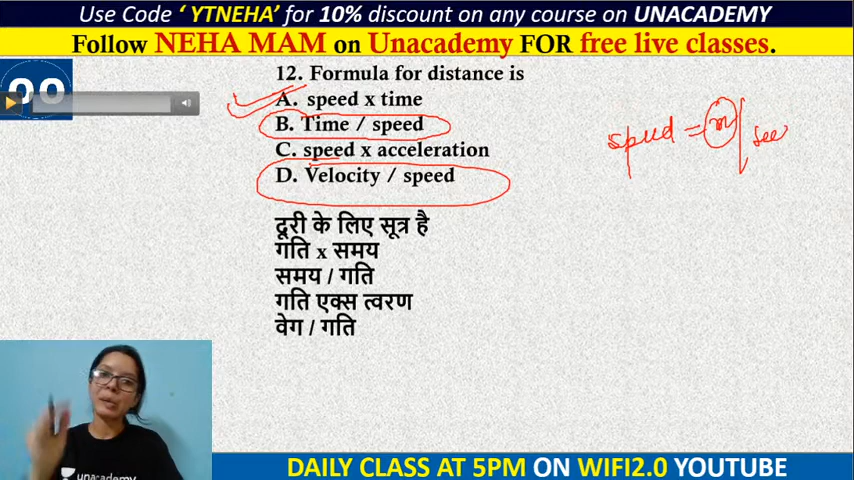 Use Code ‘ YTNEHA’ for 10% discount on any course on UNACADEMY
Follow NEHA MAM on Unacademy FOR free live classes.
00
12. Formula for distance is
A. speed x time
B. Time / speed
C. speed x acceleration
D. Velocity / speed
speed = m/sec
दूरी के लिए सूत्र है
गति x समय
समय / गति
गति एक्स त्वरण
वेग / गति
unacademy
DAILY CLASS AT 5PM ON WIFI2.0 YOUTUBE